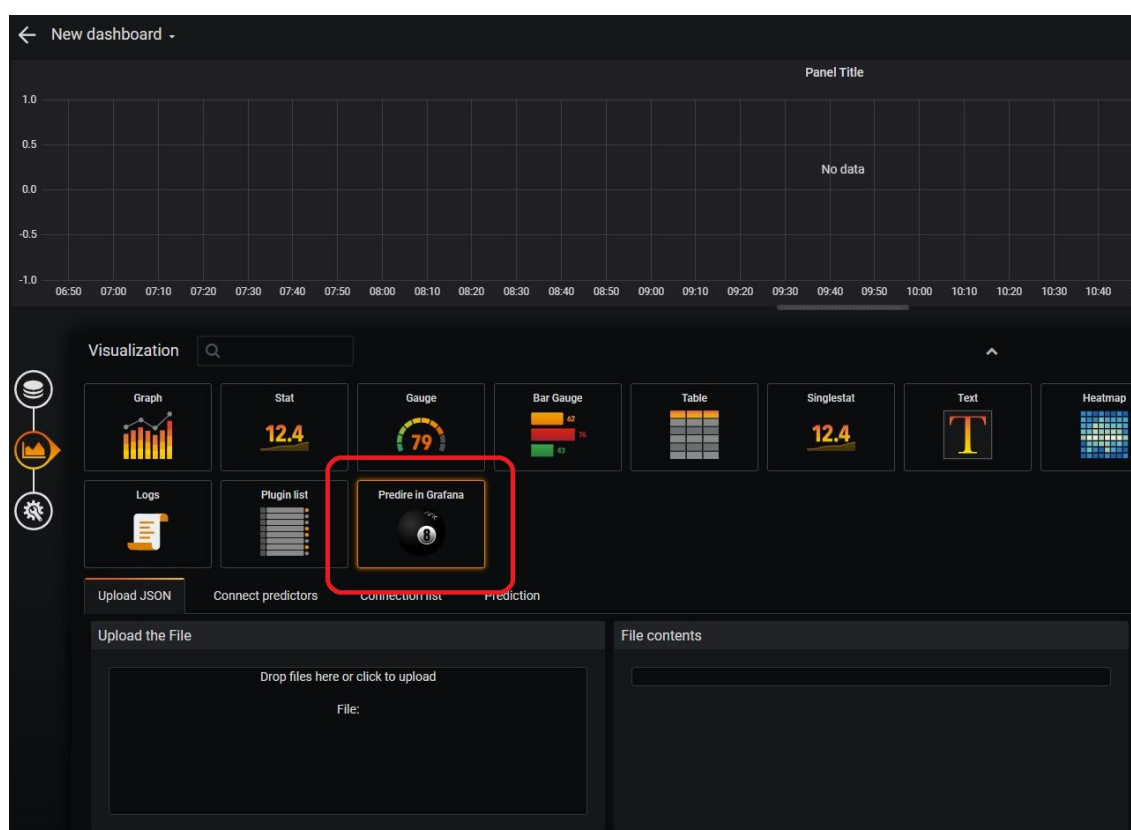 New dashboard
Panel Title
1.0
0.5
No data
0.0
-0.5
-1.0
06:50 07:00 07:10 07:20 07:30 07:40 07:50 08:00 08:10 08:20 08:30 08:40 08:50 09:00 09:10 09:20 09:30 09:40 09:50 10:00 10:10 10:20 10:30 10:40
Visualization
Graph Stat Gauge Bar Gauge Table Singlestat Text Heatmap
12.4 79 62 76 43 12.4 T
Logs Plugin list Predire in Grafana
8
Upload JSON Connect predictors Connection list Prediction
Upload the File File contents
Drop files here or click to upload
File: